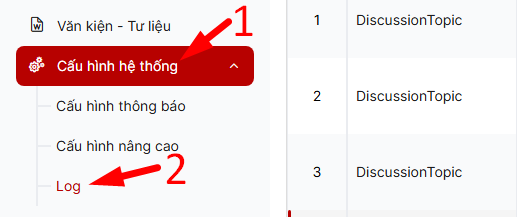 Văn kiện - Tư liệu
1
Cấu hình hệ thống
Cấu hình thông báo
Cấu hình nâng cao
2
Log
1 DiscussionTopic
2 DiscussionTopic
3 DiscussionTopic